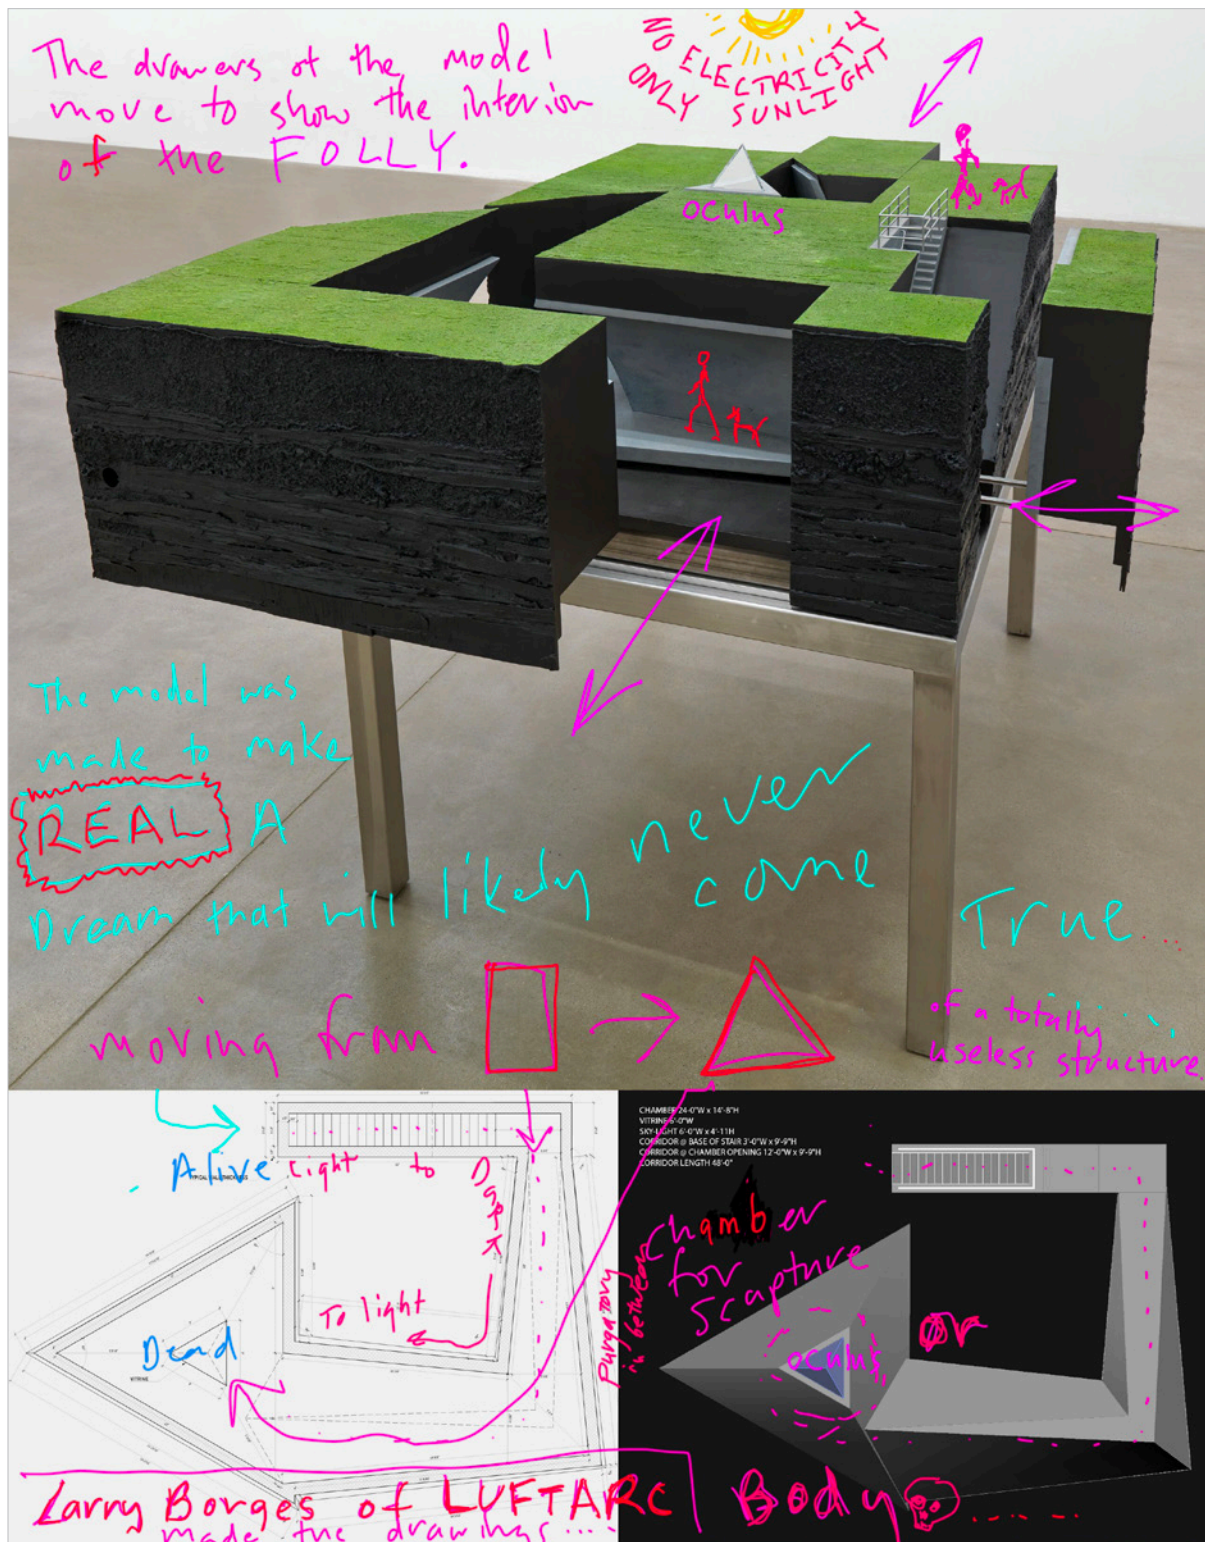 The drawers of the model
move to show the interior
of the FOLLY.
NO ELECTRICITY
ONLY SUNLIGHT
oculus
The model was
made to make
REAL A
Dream that will likely never
come
True....
of a totally
useless structure.
moving from
Alive Light to Dark
To light
Dead
VITRINE
CHAMBER 24'-0"W x 14'-8"H
VITRINE 6'-0"W
SKY-LIGHT 6'-0"W x 4'-11H
CORRIDOR @ BASE OF STAIR 3'-0"W x 9'-9"H
CORRIDOR @ CHAMBER OPENING 12'-0"W x 9'-9"H
CORRIDOR LENGTH 48'-0"
Purgatory
in between
Chamber
for
Scapture
or
oculus
Body
Larry Borges of LUFTARC
made the drawings....